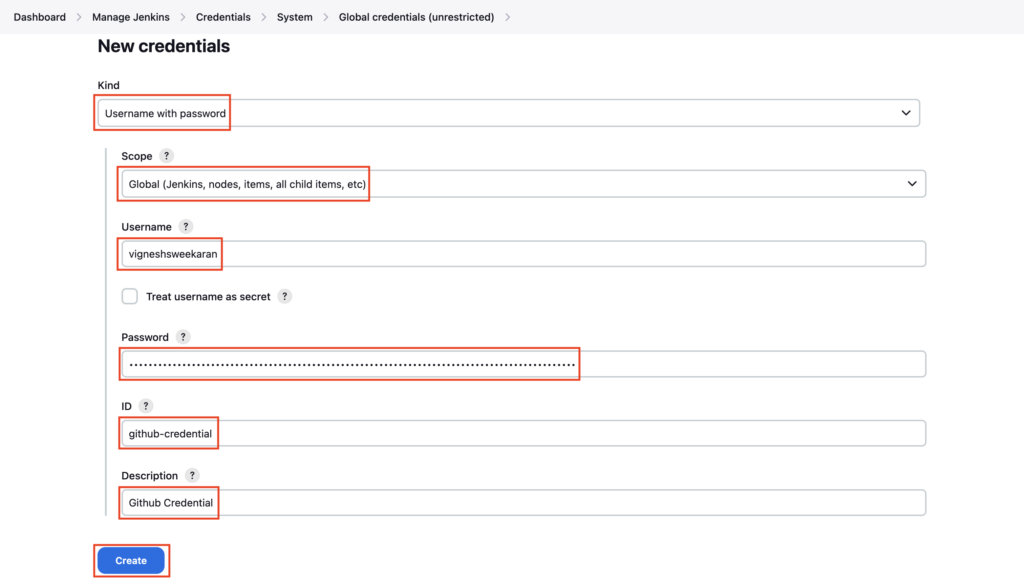 Dashboard > Manage Jenkins > Credentials > System > Global credentials (unrestricted) >
New credentials
Kind
Username with password
Scope ?
Global (Jenkins, nodes, items, all child items, etc)
Username ?
vigneshsweekaran
Treat username as secret ?
Password ?
ID ?
github-credential
Description ?
Github Credential
Create